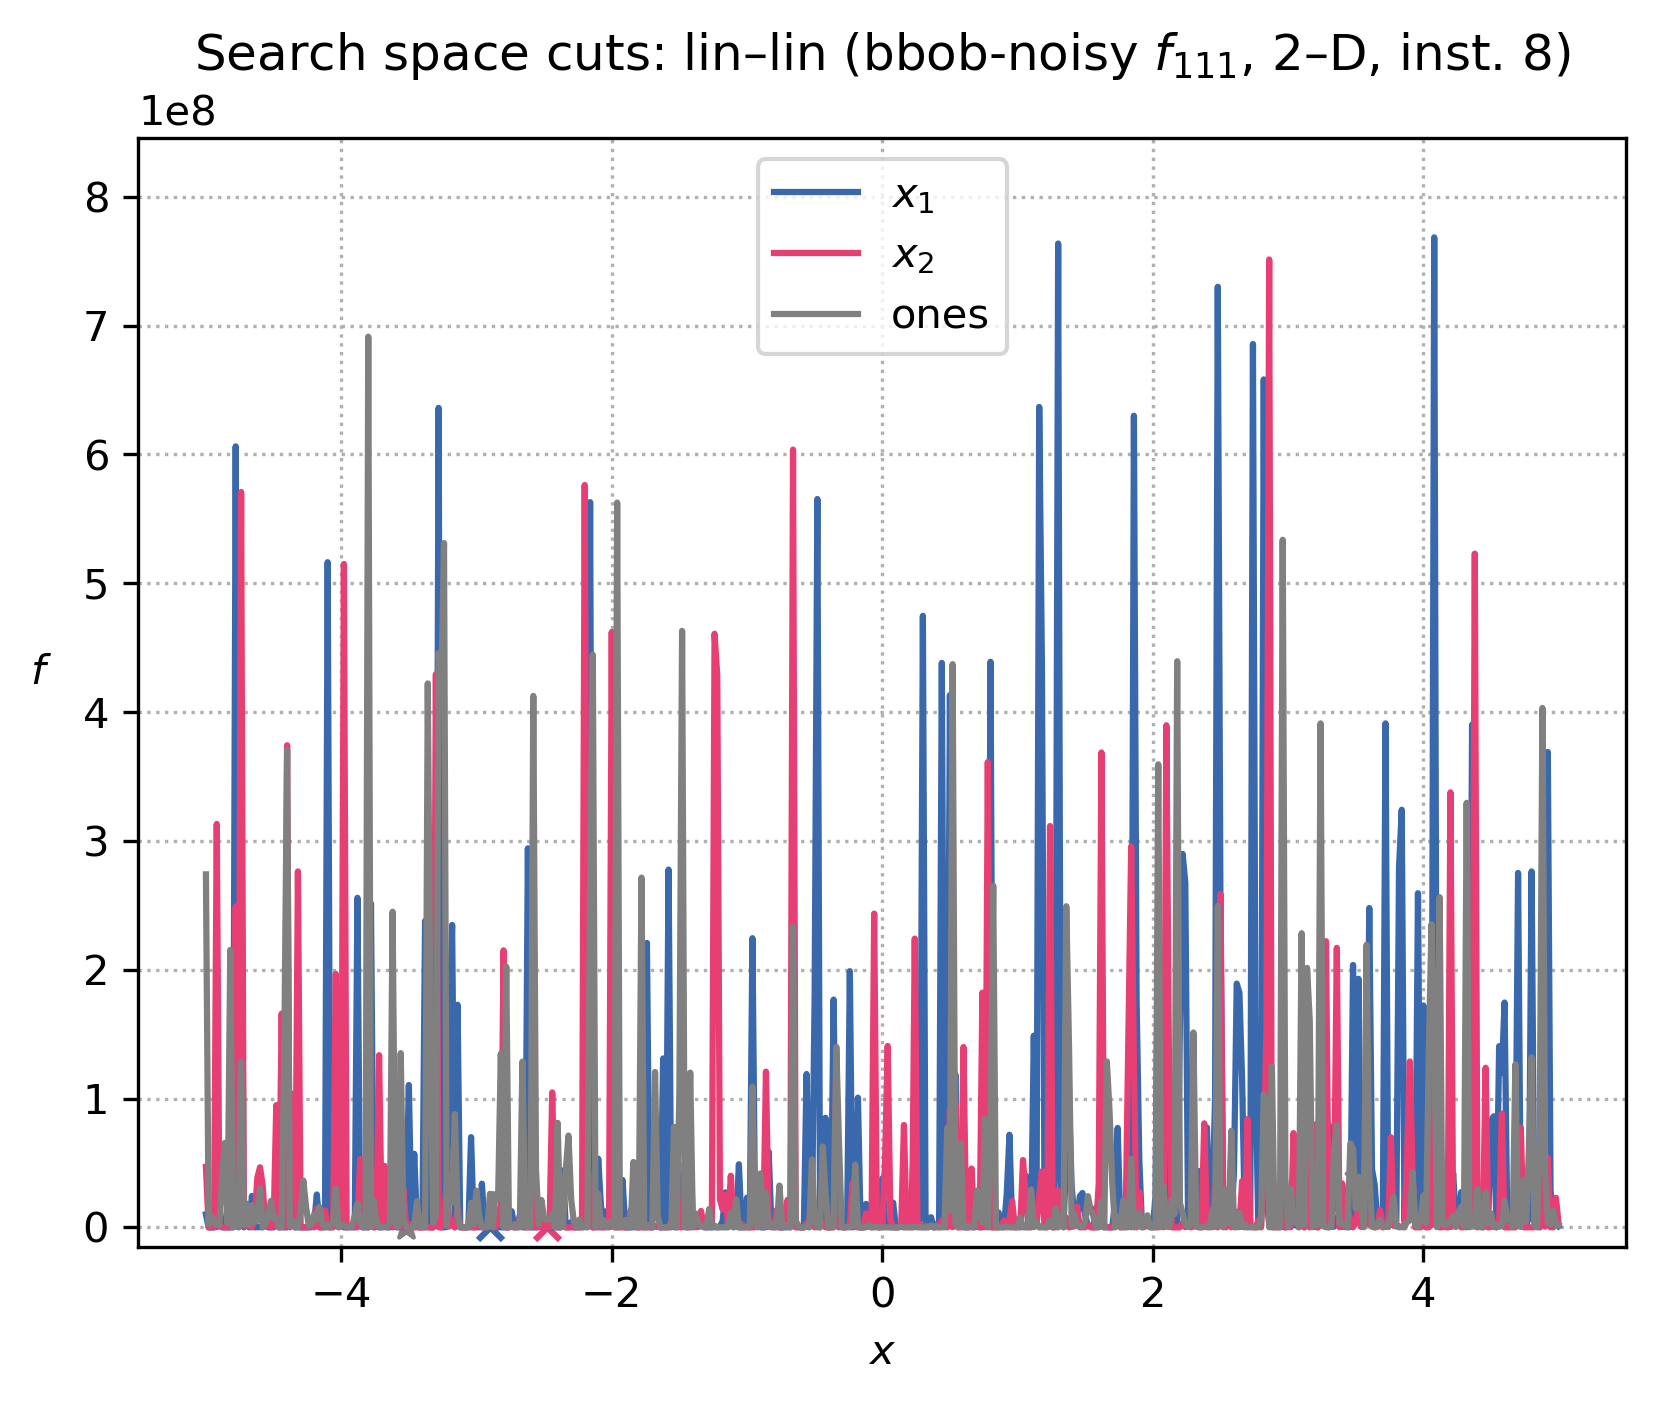 Search space cuts: lin–lin (bbob-noisy f₁₁₁, 2–D, inst. 8)
1e8
x₁
x₂
ones
8
7
6
5
4
3
2
1
0
f
−4 −2 0 2 4
x